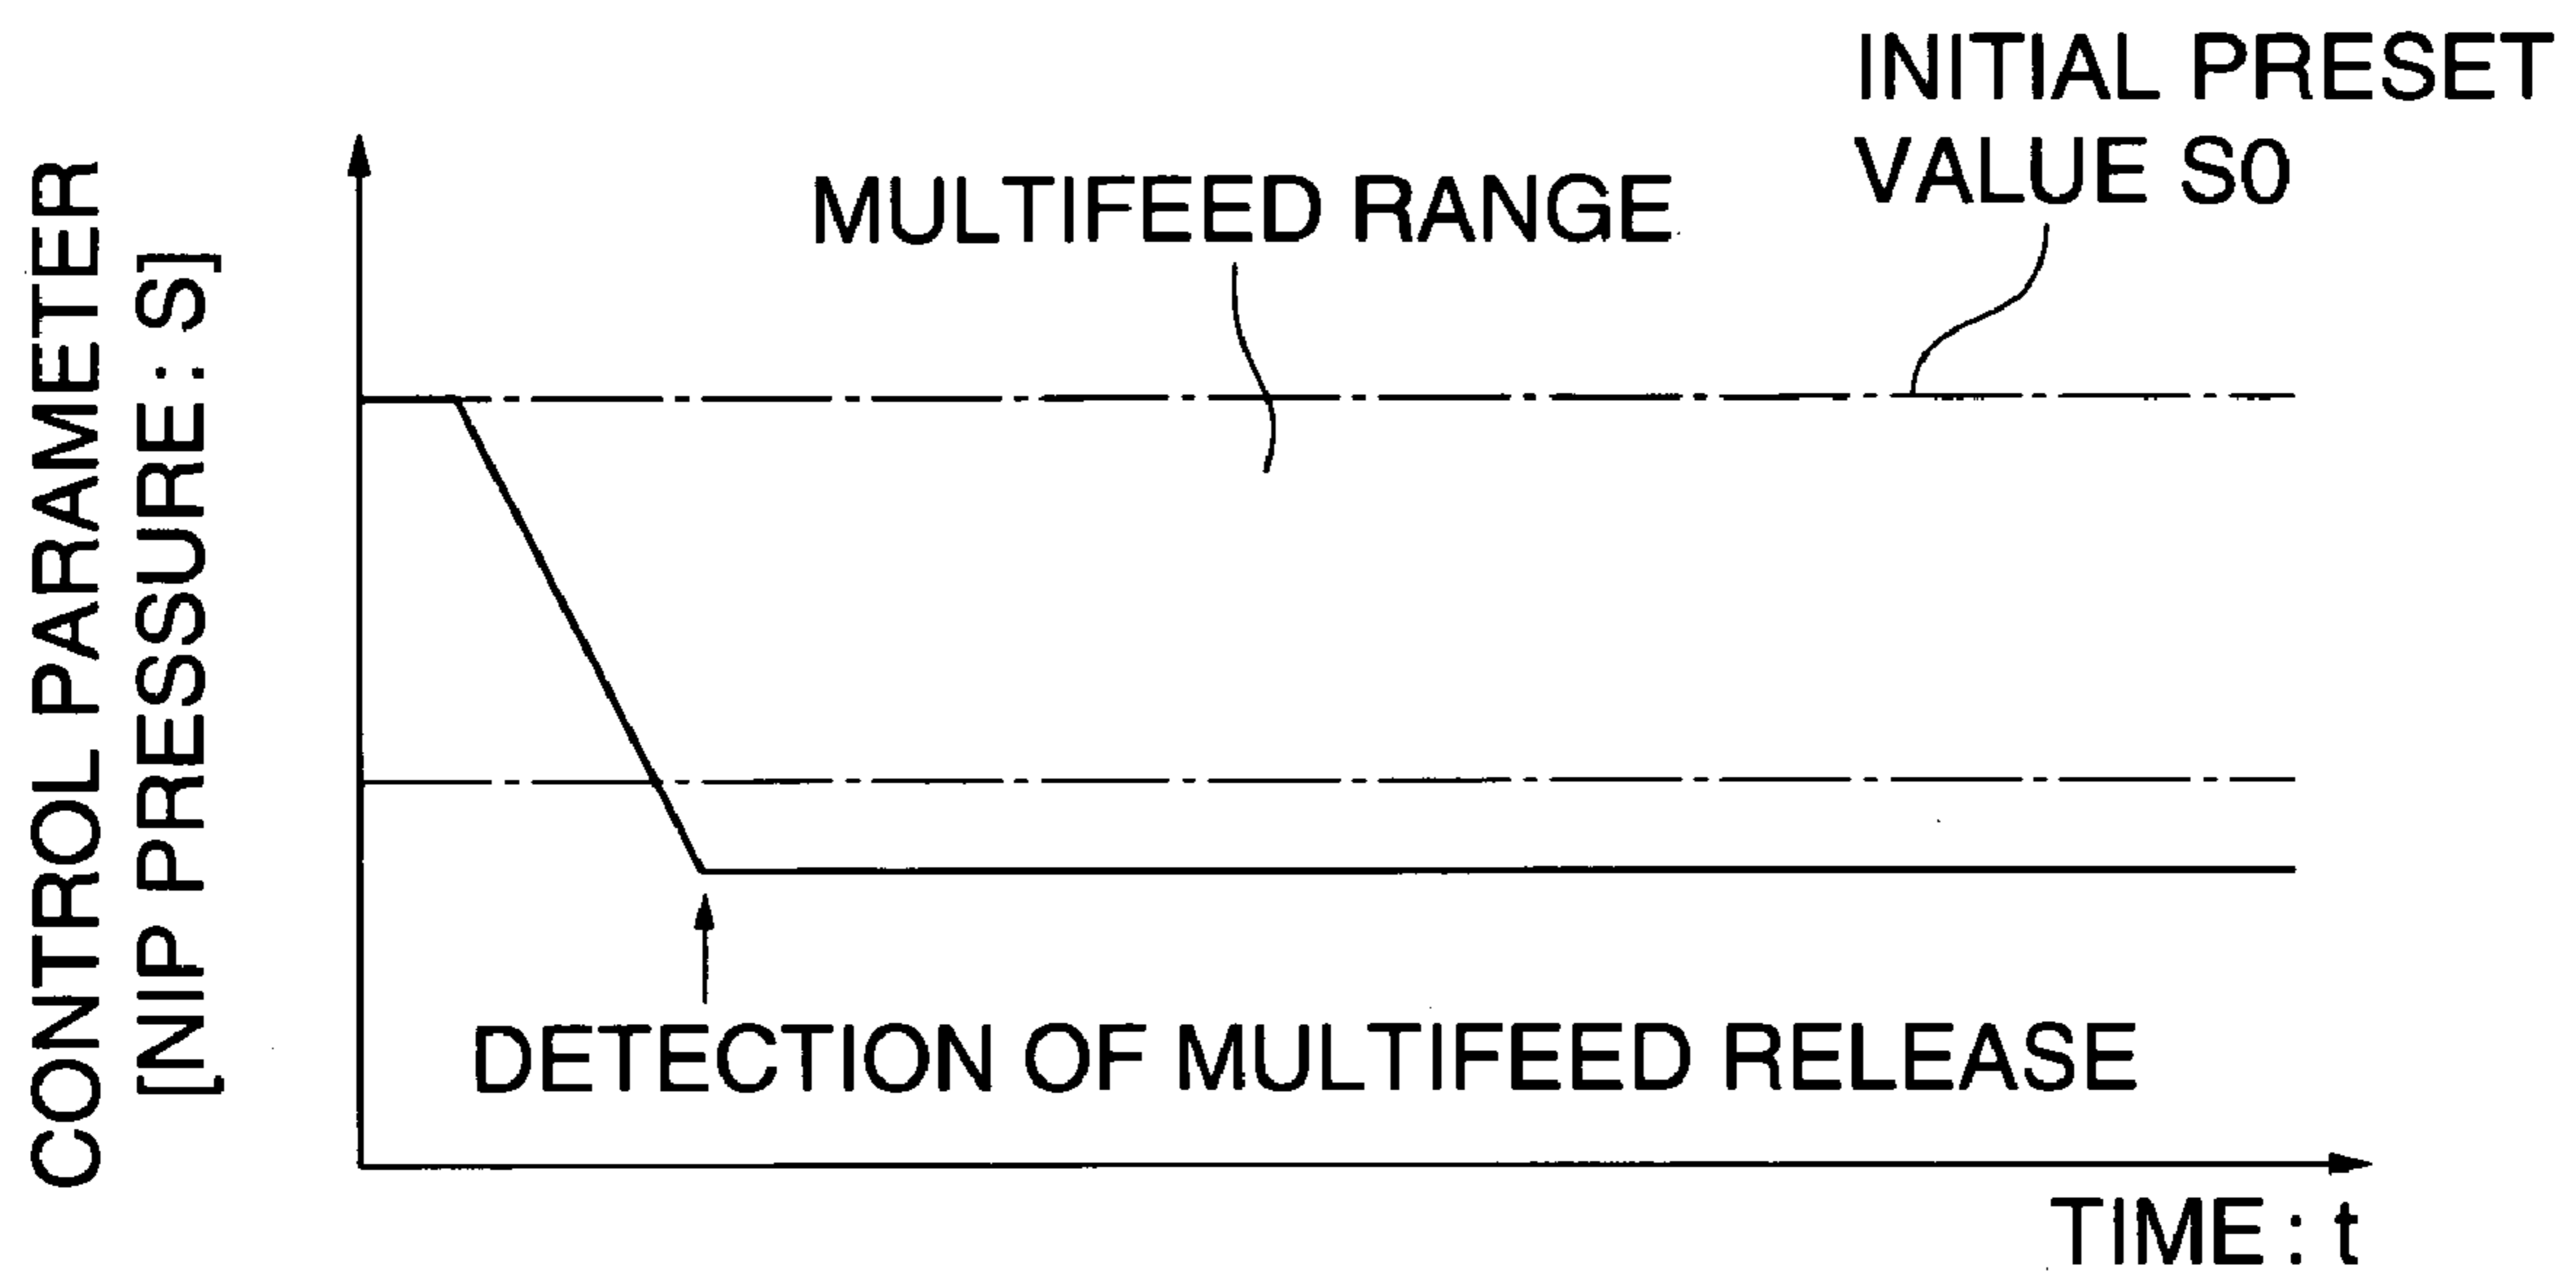 INITIAL PRESET
VALUE S0
MULTIFEED RANGE
CONTROL PARAMETER
[NIP PRESSURE : S]
DETECTION OF MULTIFEED RELEASE
TIME : t